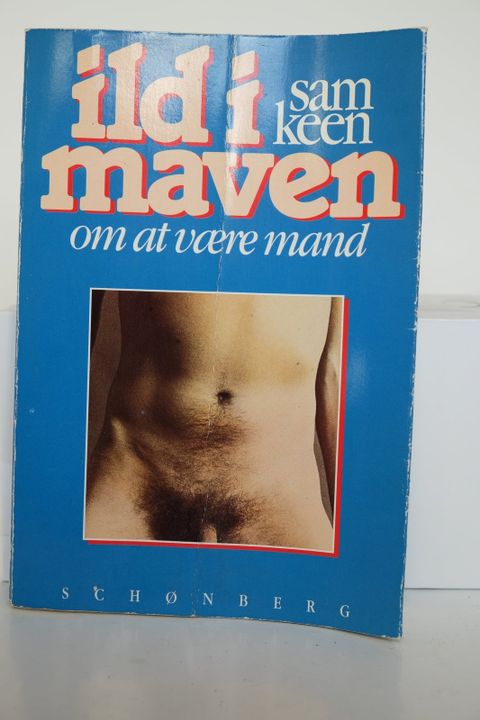 ild i
sam
keen
maven
om at være mand
SCHØNBERG